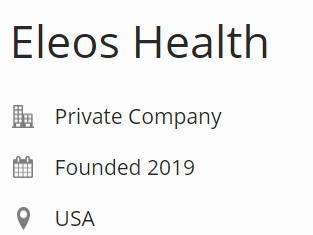 Eleos Health
Private Company
Founded 2019
USA